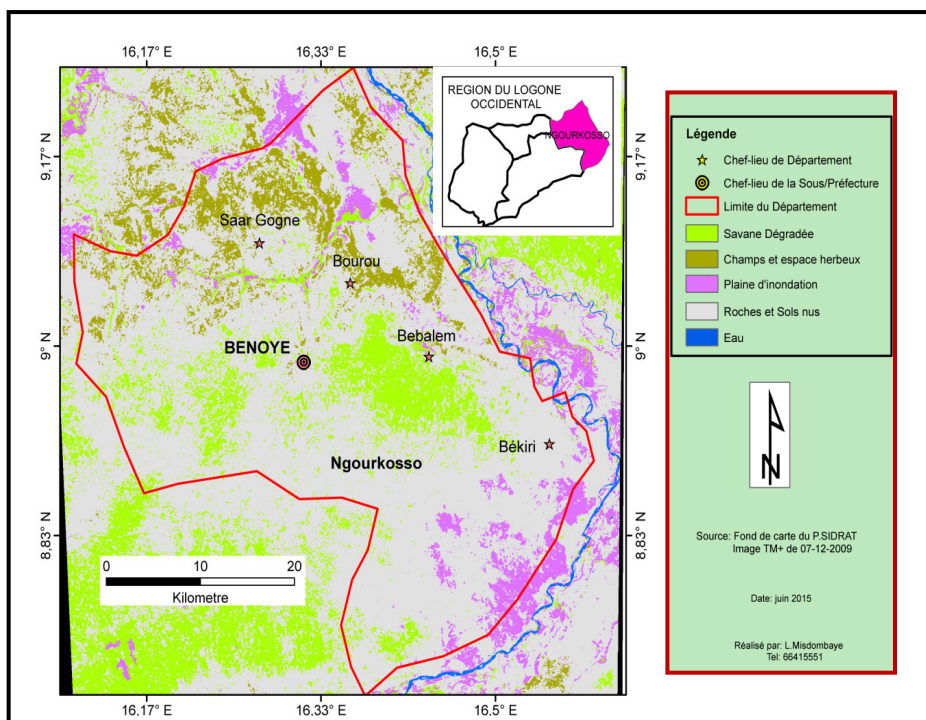 16,17° E
16,33° E
16,5° E
REGION DU LOGONE
OCCIDENTAL
NGOURKOSSO
9,17° N
9,17° N
Saar Gogne
Bourou
9° N
BENOYE
Bebalem
9° N
Békiri
Ngourkosso
8,83° N
8,83° N
0 10 20
Kilometre
16,17° E
16,33° E
16,5° E
Légende
Chef-lieu de Département
Chef-lieu de la Sous/Préfecture
Limite du Département
Savane Dégradée
Champs et espace herbeux
Plaine d'inondation
Roches et Sols nus
Eau
N
Source: Fond de carte du P.SIDRAT
Image TM+ de 07-12-2009
Date: juin 2015
Réalisé par: L.Misdombaye
Tel: 66415551